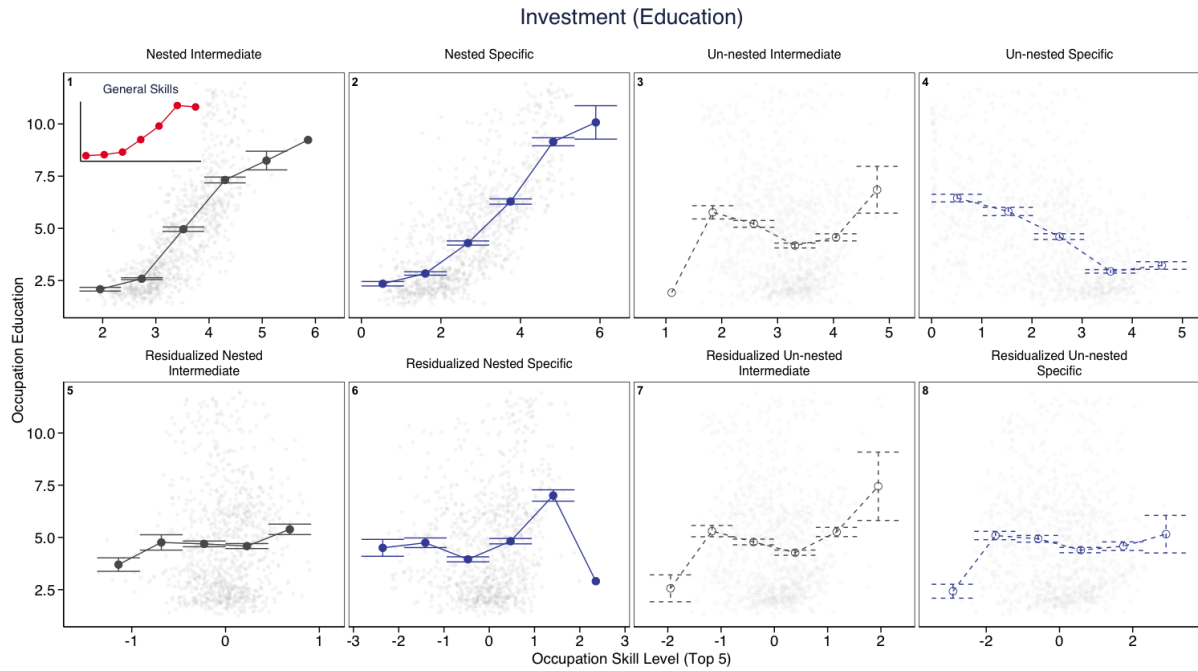 Investment (Education)
Nested Intermediate
Nested Specific
Un-nested Intermediate
Un-nested Specific
1
General Skills
2
3
4
10.0
7.5
5.0
2.5
2 3 4 5 6
0 2 4 6
1 2 3 4 5
0 1 2 3 4 5
Occupation Education
Residualized Nested
Intermediate
Residualized Nested Specific
Residualized Un-nested
Intermediate
Residualized Un-nested
Specific
5
6
7
8
10.0
7.5
5.0
2.5
-1 0 1
-3 -2 -1 0 1 2 3
-2 -1 0 1 2
-2 0 2
Occupation Skill Level (Top 5)